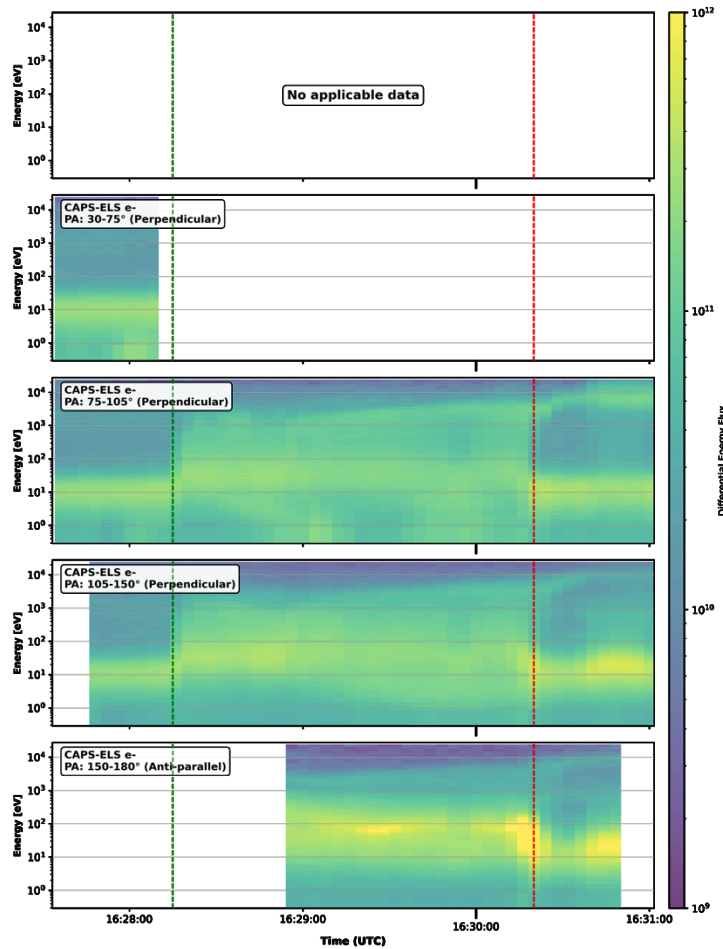 10⁴
10³
10²
10¹
10⁰
Energy [eV]
No applicable data
10⁴
10³
10²
10¹
10⁰
Energy [eV]
CAPS-ELS e-
PA: 30-75° (Perpendicular)
10⁴
10³
10²
10¹
10⁰
Energy [eV]
CAPS-ELS e-
PA: 75-105° (Perpendicular)
10⁴
10³
10²
10¹
10⁰
Energy [eV]
CAPS-ELS e-
PA: 105-150° (Perpendicular)
10⁴
10³
10²
10¹
10⁰
Energy [eV]
CAPS-ELS e-
PA: 150-180° (Anti-parallel)
16:28:00
16:29:00
16:30:00
16:31:00
Time (UTC)
10¹²
10¹¹
10¹⁰
10⁹
Differential Energy Flux